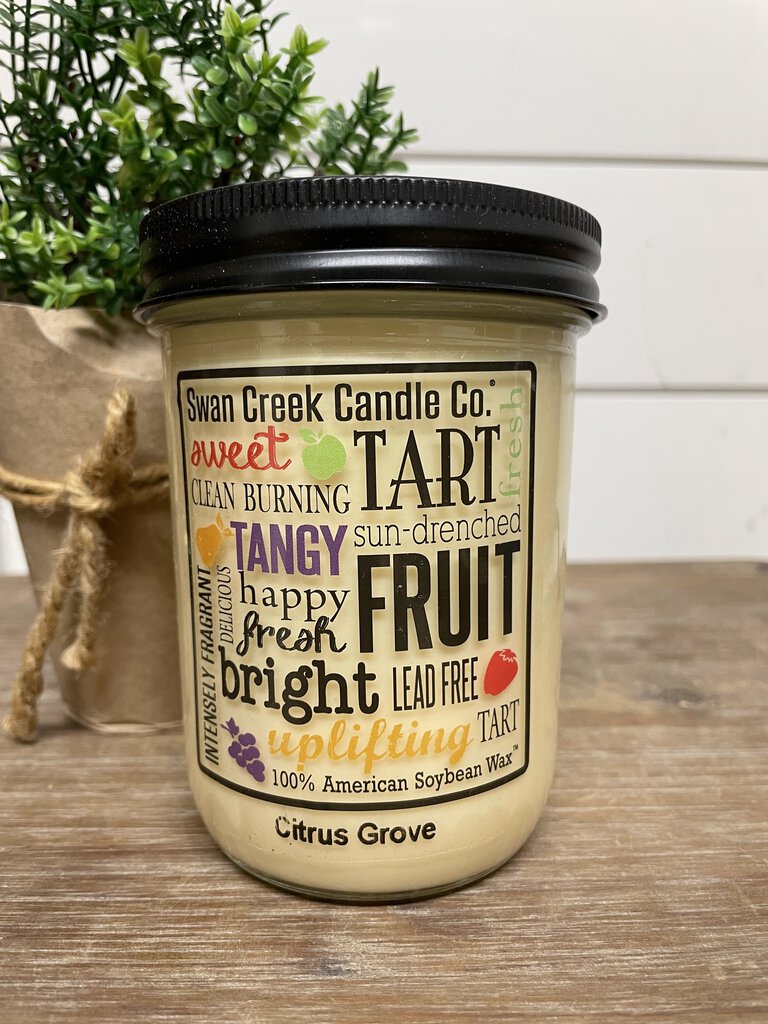 Swan Creek Candle Co.®
sweet
TART
fresh
CLEAN BURNING
sun-drenched
TANGY
FRUIT
INTENSELY FRAGRANT
DELICIOUS
happy
fresh
bright
LEAD FREE
uplifting
TART
100% American Soybean Wax™
Citrus Grove